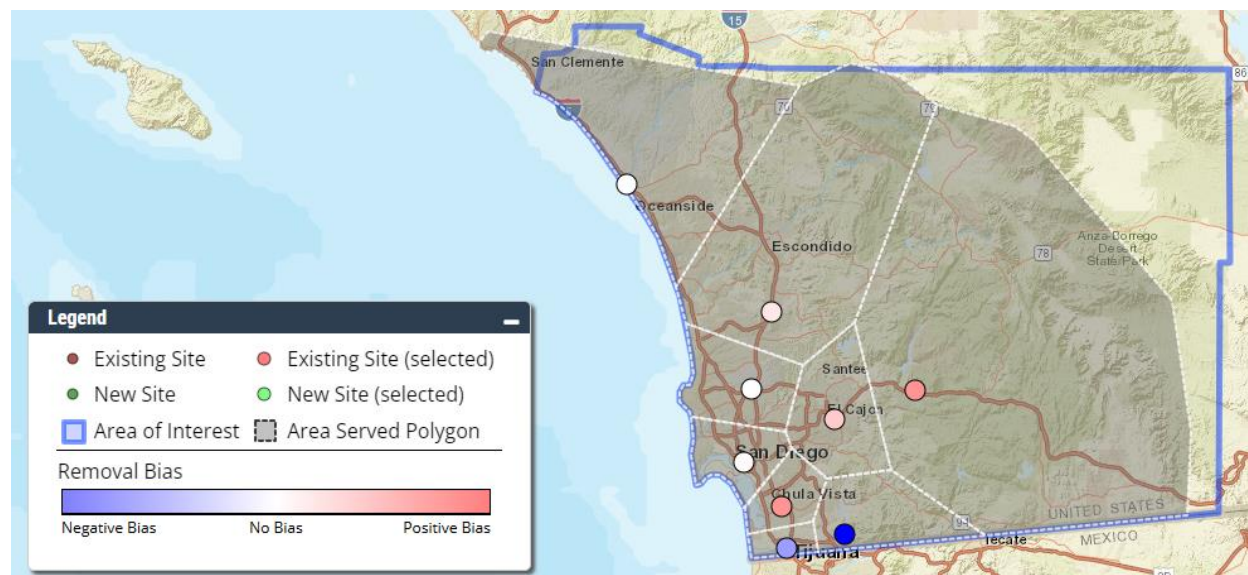 15
San Clemente
86
5
76
79
Oceanside
Escondido
78
Anza-Borrego
Desert
State Park
Legend
Existing Site Existing Site (selected)
New Site New Site (selected)
Area of Interest Area Served Polygon
Removal Bias
Negative Bias No Bias Positive Bias
Santee
El Cajon
San Diego
Chula Vista
94
UNITED STATES
MEXICO
Tecate
Tijuana
2D